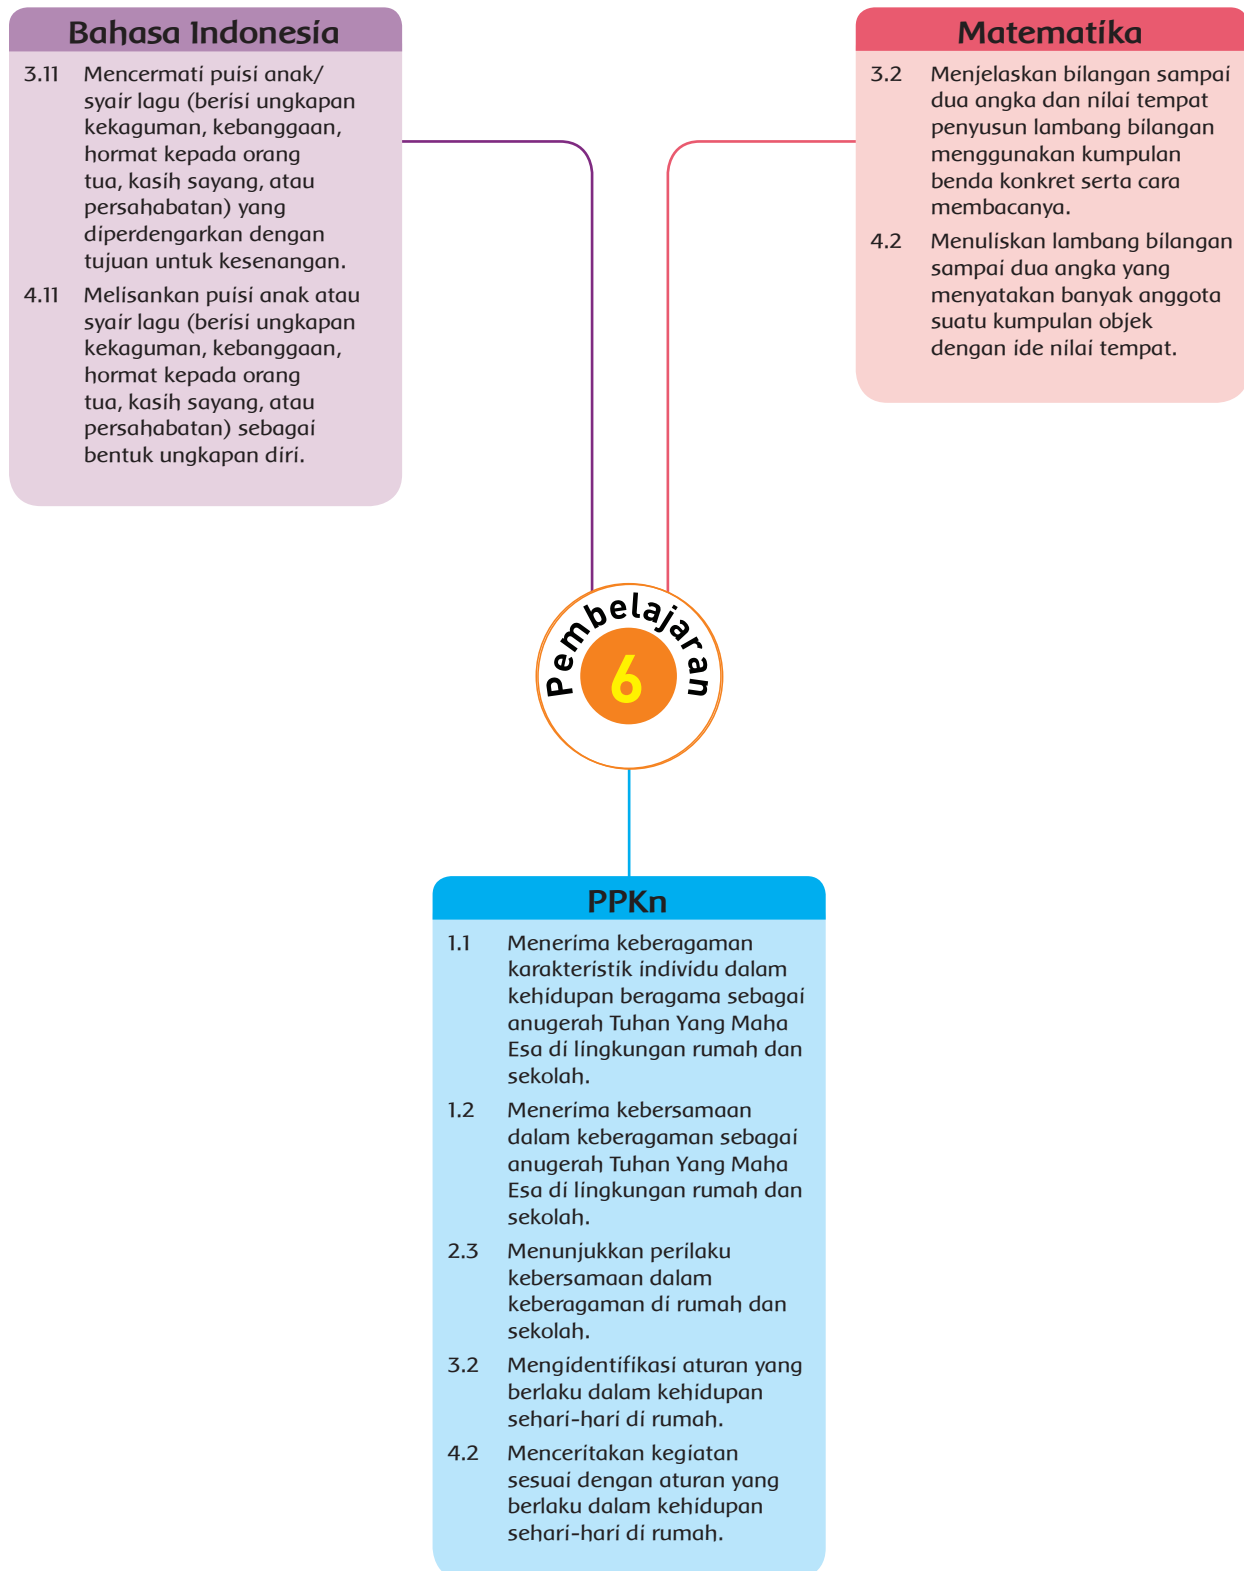 Bahasa Indonesia
3.11 Mencermati puisi anak/
syair lagu (berisi ungkapan
kekaguman, kebanggaan,
hormat kepada orang
tua, kasih sayang, atau
persahabatan) yang
diperdengarkan dengan
tujuan untuk kesenangan.
4.11 Melisankan puisi anak atau
syair lagu (berisi ungkapan
kekaguman, kebanggaan,
hormat kepada orang
tua, kasih sayang, atau
persahabatan) sebagai
bentuk ungkapan diri.
Matematika
3.2 Menjelaskan bilangan sampai
dua angka dan nilai tempat
penyusun lambang bilangan
menggunakan kumpulan
benda konkret serta cara
membacanya.
4.2 Menuliskan lambang bilangan
sampai dua angka yang
menyatakan banyak anggota
suatu kumpulan objek
dengan ide nilai tempat.
Pembelajaran
6
PPKn
1.1 Menerima keberagaman
karakteristik individu dalam
kehidupan beragama sebagai
anugerah Tuhan Yang Maha
Esa di lingkungan rumah dan
sekolah.
1.2 Menerima kebersamaan
dalam keberagaman sebagai
anugerah Tuhan Yang Maha
Esa di lingkungan rumah dan
sekolah.
2.3 Menunjukkan perilaku
kebersamaan dalam
keberagaman di rumah dan
sekolah.
3.2 Mengidentifikasi aturan yang
berlaku dalam kehidupan
sehari-hari di rumah.
4.2 Menceritakan kegiatan
sesuai dengan aturan yang
berlaku dalam kehidupan
sehari-hari di rumah.